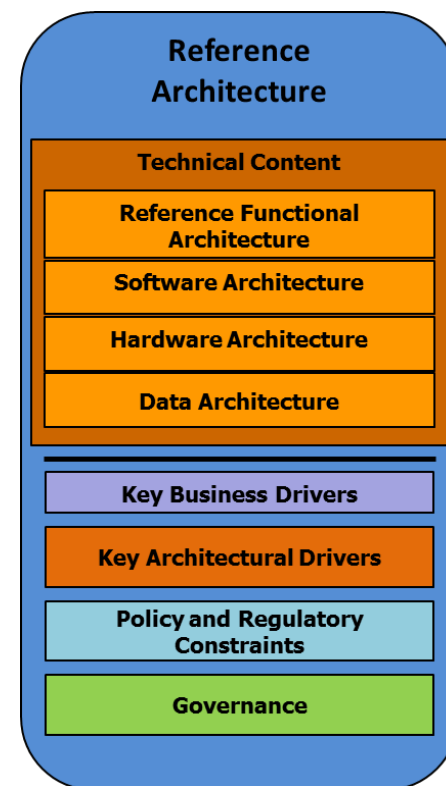 Reference
Architecture
Technical Content
Reference Functional
Architecture
Software Architecture
Hardware Architecture
Data Architecture
Key Business Drivers
Key Architectural Drivers
Policy and Regulatory
Constraints
Governance